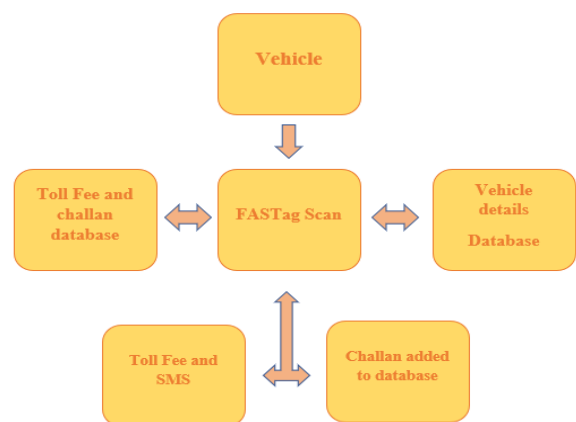 Vehicle
Toll Fee and
challan
database
FASTag Scan
Vehicle
details
Database
Toll Fee and
SMS
Challan added
to database